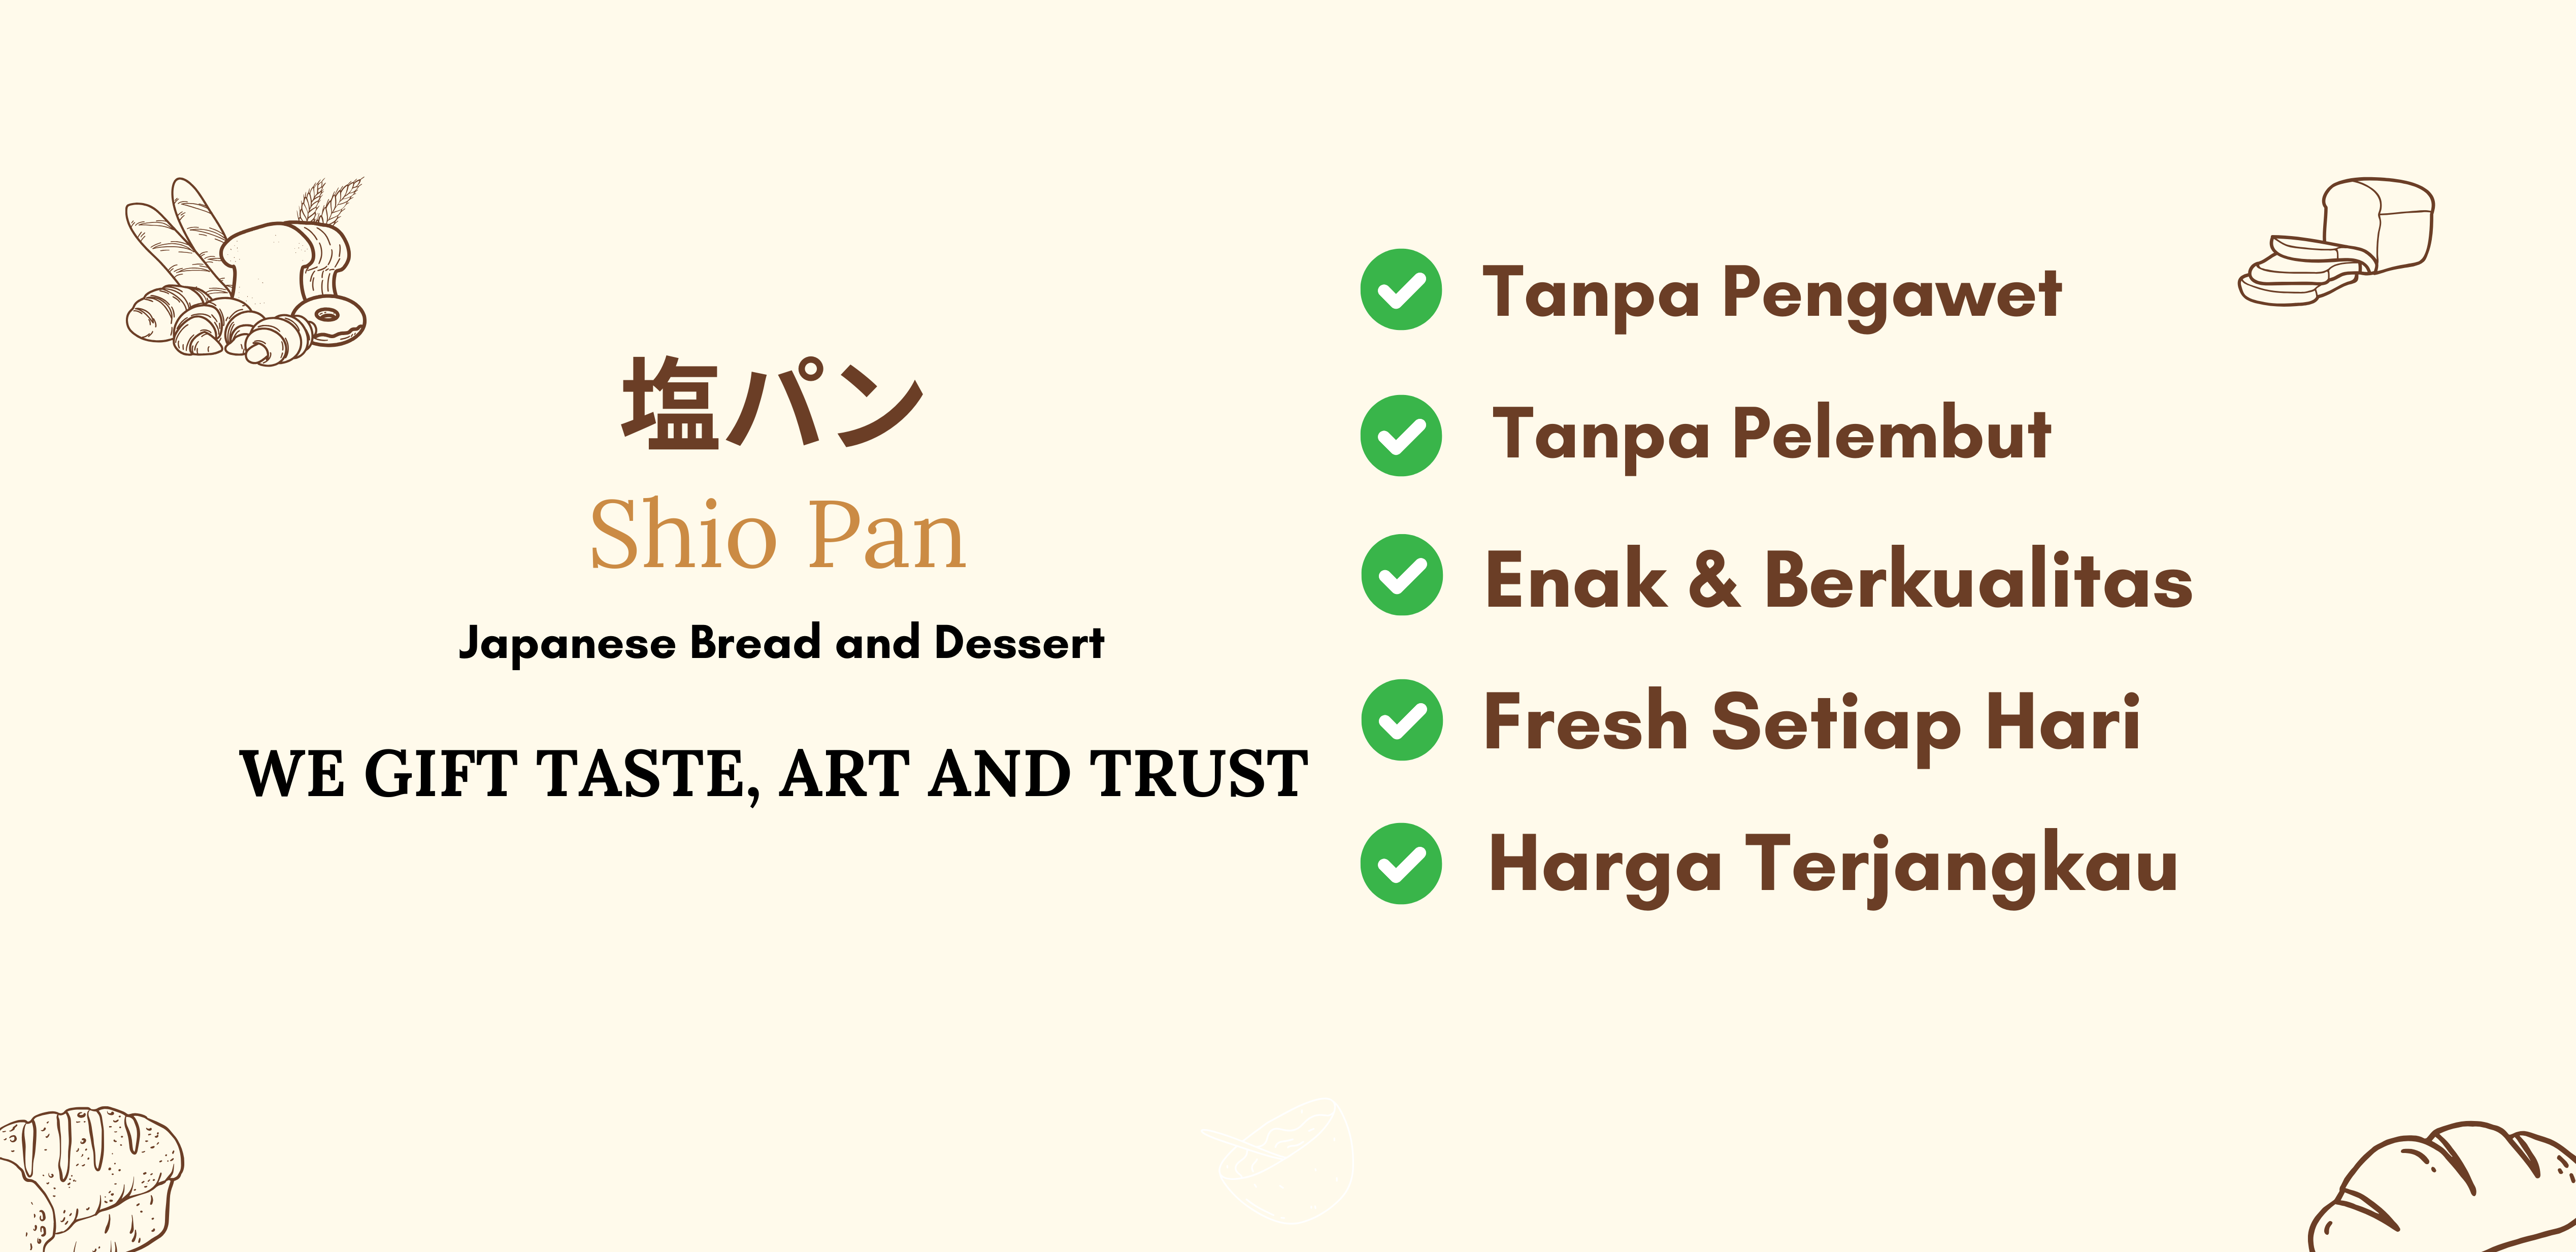 塩パン
Shio Pan
Japanese Bread and Dessert
WE GIFT TASTE, ART AND TRUST
Tanpa Pengawet
Tanpa Pelembut
Enak & Berkualitas
Fresh Setiap Hari
Harga Terjangkau